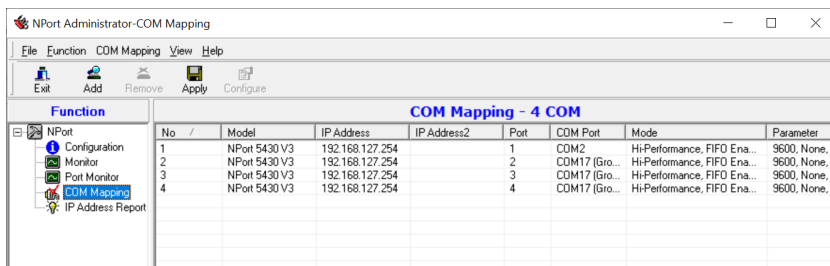 NPort Administrator-COM Mapping
File Function COM Mapping View Help
Exit Add Remove Apply Configure
Function COM Mapping - 4 COM
NPort
Configuration
Monitor
Port Monitor
COM Mapping
IP Address Report
No / Model IP Address IP Address2 Port COM Port Mode Parameter
1 NPort 5430 V3 192.168.127.254 1 COM2 Hi-Performance, FIFO Ena... 9600, None,
2 NPort 5430 V3 192.168.127.254 2 COM17 (Gro... Hi-Performance, FIFO Ena... 9600, None,
3 NPort 5430 V3 192.168.127.254 3 COM17 (Gro... Hi-Performance, FIFO Ena... 9600, None,
4 NPort 5430 V3 192.168.127.254 4 COM17 (Gro... Hi-Performance, FIFO Ena... 9600, None,